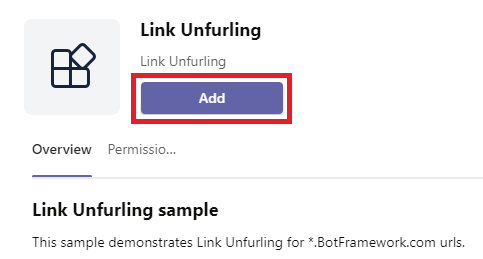 Link Unfurling
Link Unfurling
Add
Overview Permissio...
Link Unfurling sample
This sample demonstrates Link Unfurling for *.BotFramework.com urls.